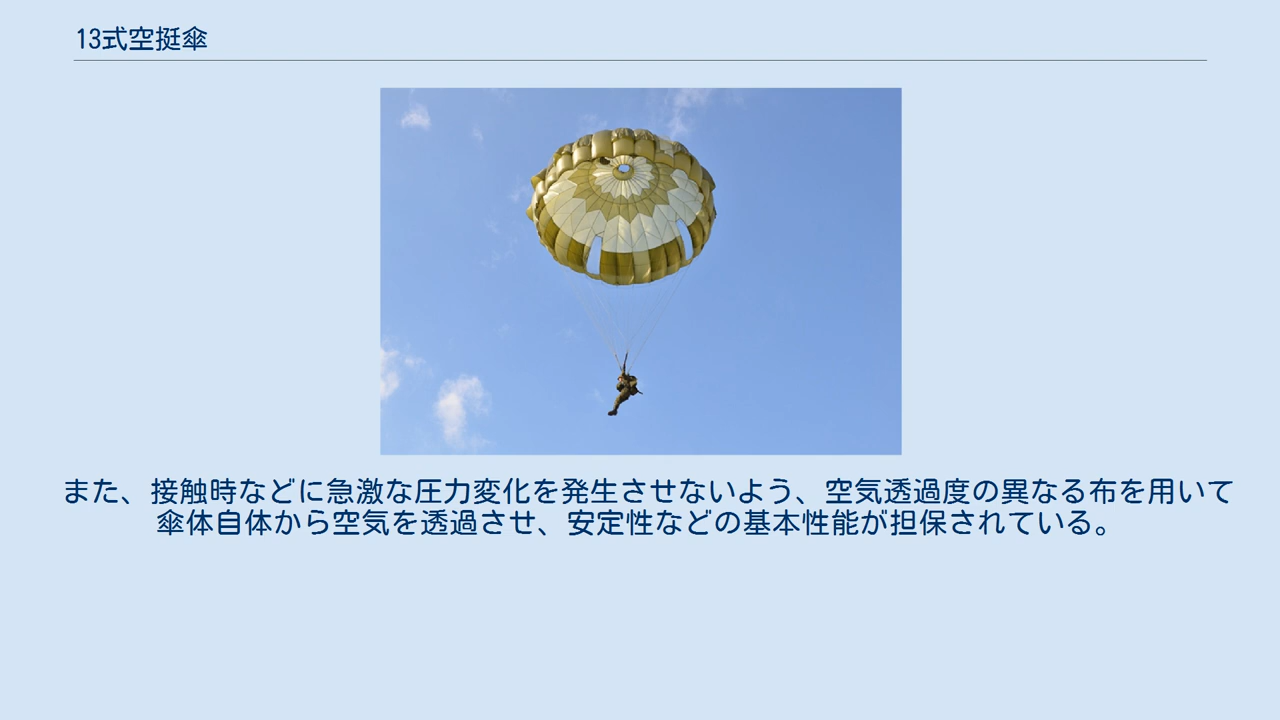 13式空挺傘
また、接触時などに急激な圧力変化を発生させないよう、空気透過度の異なる布を用いて
傘体自体から空気を透過させ、安定性などの基本性能が担保されている。